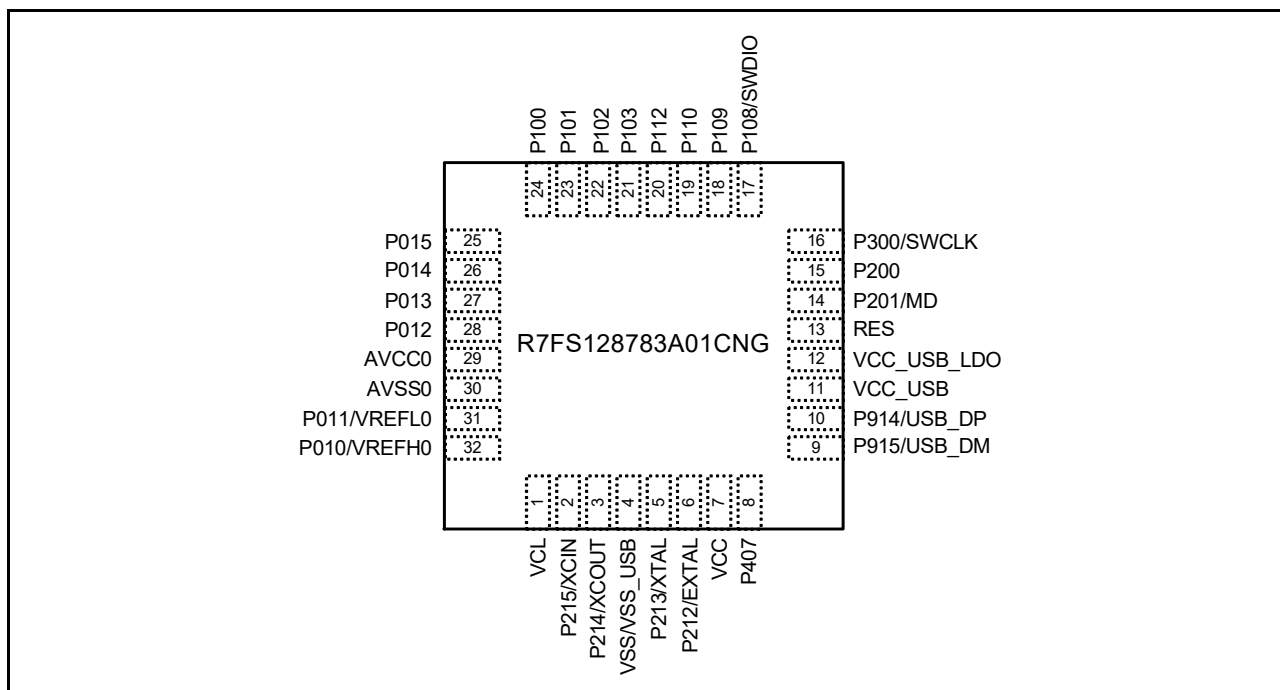 P100
P101
P102
P103
P112
P110
P109
P108/SWDIO
24
23
22
21
20
19
18
17
P015 25
P014 26
P013 27
P012 28
AVCC0 29
AVSS0 30
P011/VREFL0 31
P010/VREFH0 32
R7FS128783A01CNG
16 P300/SWCLK
15 P200
14 P201/MD
13 RES
12 VCC_USB_LDO
11 VCC_USB
10 P914/USB_DP
9 P915/USB_DM
1
2
3
4
5
6
7
8
VCL
P215/XCIN
P214/XCOUT
VSS/VSS_USB
P213/XTAL
P212/EXTAL
VCC
P407